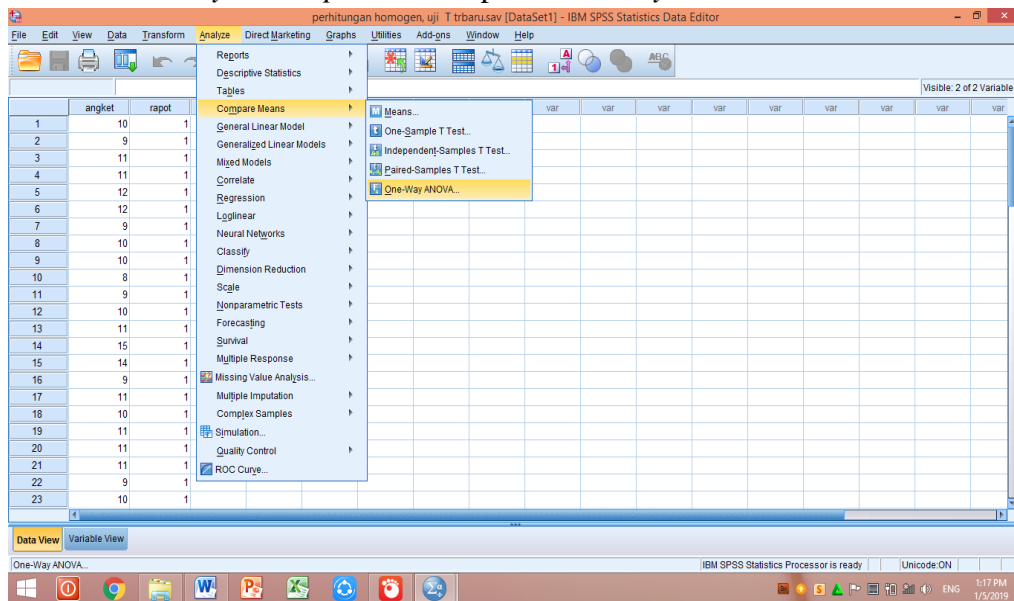 perhitungan homogen, uji T trbaru.sav [DataSet1] - IBM SPSS Statistics Data Editor
File Edit View Data Transform Analyze Direct Marketing Graphs Utilities Add-ons Window Help
Visible: 2 of 2 Variable
angket rapot var var var var var var var var
1 10 1
2 9 1
3 11 1
4 11 1
5 12 1
6 12 1
7 9 1
8 10 1
9 10 1
10 8 1
11 9 1
12 10 1
13 11 1
14 15 1
15 14 1
16 9 1
17 11 1
18 10 1
19 11 1
20 11 1
21 11 1
22 9 1
23 10 1
Reports
Descriptive Statistics
Tables
Compare Means
General Linear Model
Generalized Linear Models
Mixed Models
Correlate
Regression
Loglinear
Neural Networks
Classify
Dimension Reduction
Scale
Nonparametric Tests
Forecasting
Survival
Multiple Response
Missing Value Analysis...
Multiple Imputation
Complex Samples
Simulation...
Quality Control
ROC Curve...
Means...
One-Sample T Test...
Independent-Samples T Test...
Paired-Samples T Test...
One-Way ANOVA...
Data View Variable View
One-Way ANOVA...
IBM SPSS Statistics Processor is ready Unicode:ON
ENG 1:17 PM
1/5/2019